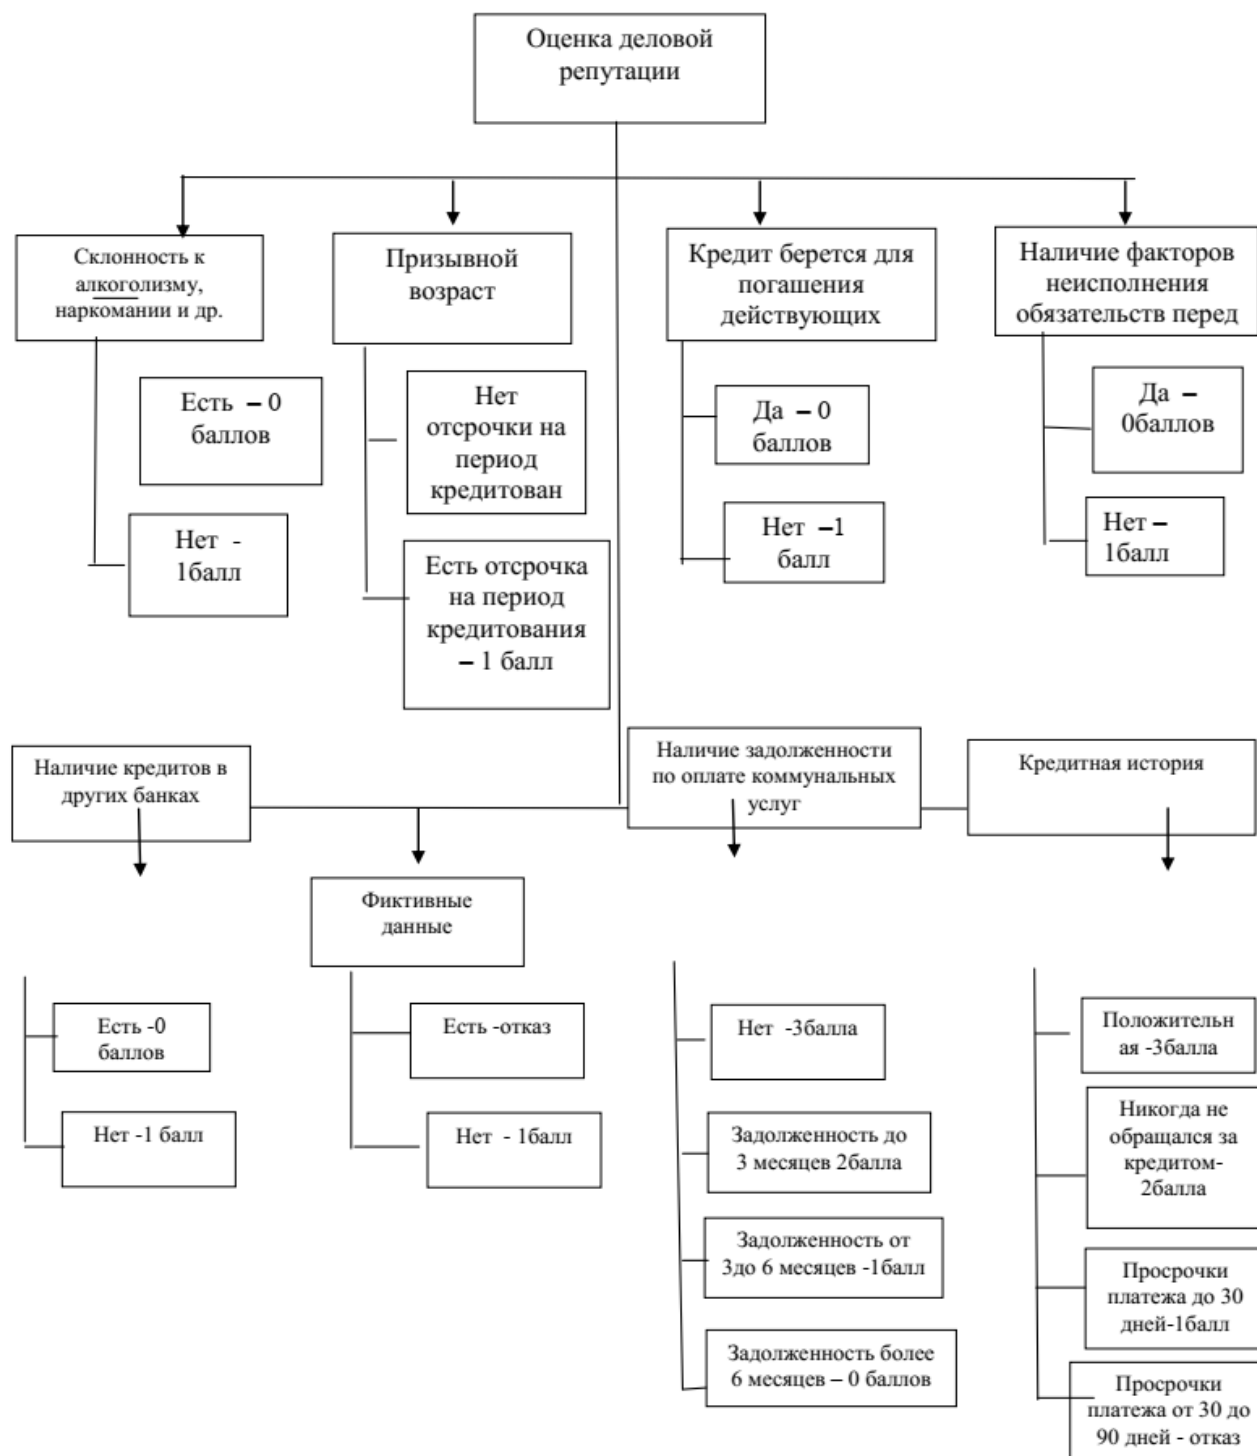 Оценка деловой
репутации
Склонность к
алкоголизму,
наркомании и др.
Призывной
возраст
Кредит берется для
погашения
действующих
Наличие факторов
неисполнения
обязательств перед
Есть – 0
баллов
Нет -
1балл
Нет
отсрочки на
период
кредитован
Есть отсрочка
на период
кредитования
– 1 балл
Да – 0
баллов
Нет –1
балл
Да –
0баллов
Нет –
1балл
Наличие кредитов в
других банках
Фиктивные
данные
Наличие задолженности
по оплате коммунальных
услуг
Кредитная история
Есть -0
баллов
Нет -1 балл
Есть -отказ
Нет - 1балл
Нет -3балла
Задолженность до
3 месяцев 2балла
Задолженность от
3до 6 месяцев -1балл
Задолженность более
6 месяцев – 0 баллов
Положительн
ая -3балла
Никогда не
обращался за
кредитом-
2балла
Просрочки
платежа до 30
дней-1балл
Просрочки
платежа от 30 до
90 дней - отказ